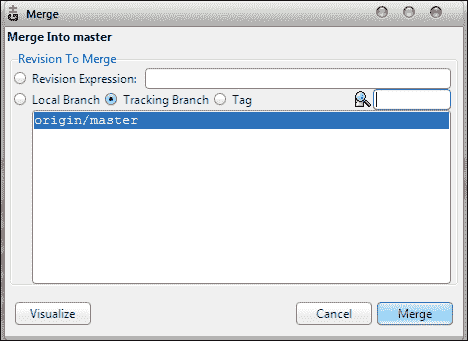 Merge
Merge Into master
Revision To Merge
Revision Expression:
Local Branch Tracking Branch Tag
origin/master
Visualize Cancel Merge